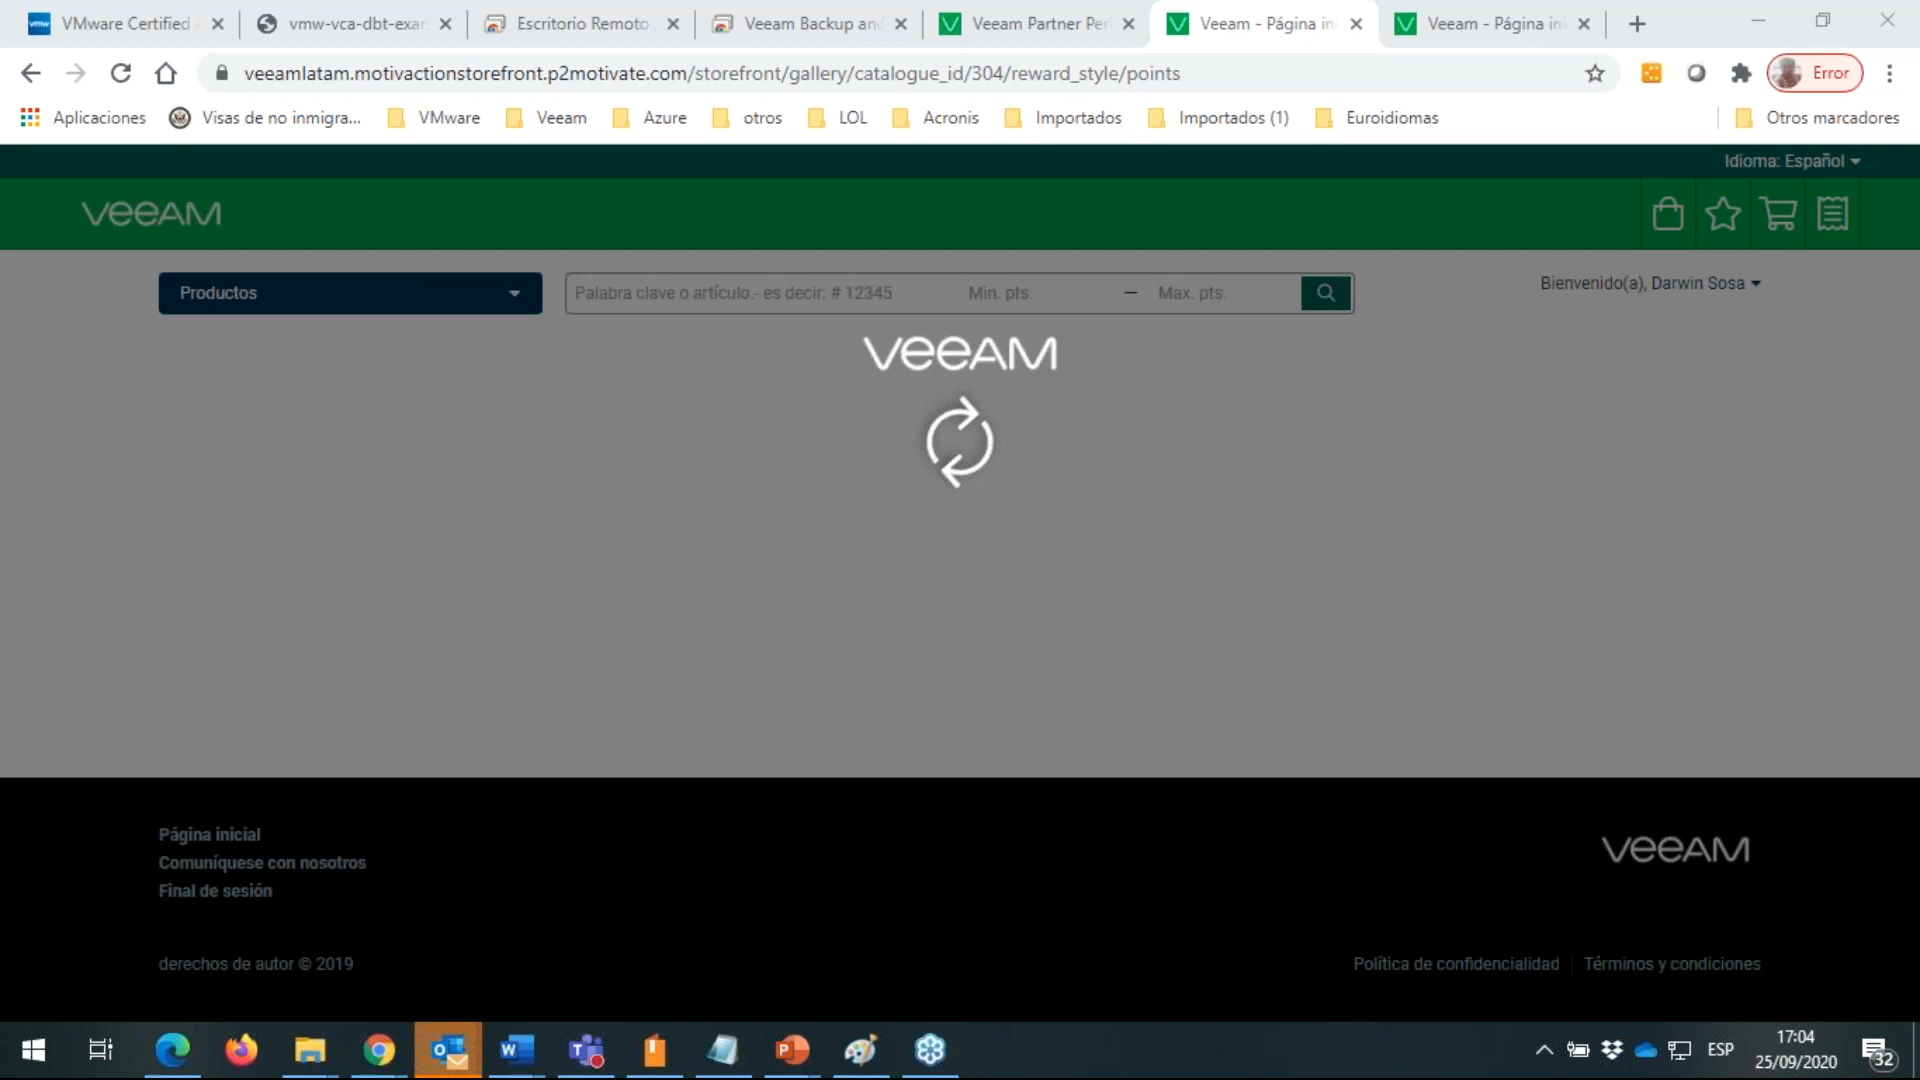 VMware Certified
vmw-vca-dbt-exar
Escritorio Remoto
Veeam Backup and
Veeam Partner Peri
Veeam - Página ini
Veeam - Página ini
veeamlatam.motivactionstorefront.p2motivate.com/storefront/gallery/catalogue_id/304/reward_style/points
Error
Aplicaciones
Visas de no inmigra...
VMware
Veeam
Azure
otros
LOL
Acronis
Importados
Importados (1)
Euroidiomas
Otros marcadores
Idioma: Español
VEEAM
Productos
Palabra clave o artículo.- es decir: # 12345
Min. pts.
—
Max. pts.
Bienvenido(a), Darwin Sosa
VEEAM
Página inicial
Comuníquese con nosotros
Final de sesión
VEEAM
derechos de autor © 2019
Política de confidencialidad
Términos y condiciones
ESP
17:04
25/09/2020
32